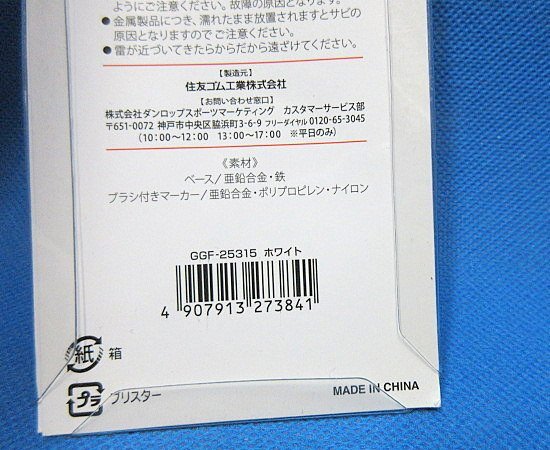 ようにご注意ください。故障の原因となります。
●金属製品につき、濡れたまま放置されますとサビの
原因となりますのでご注意ください。
●雷が近づいてきたらからだから遠ざけてください。
【製造元】
住友ゴム工業株式会社
【お問い合わせ窓口】
株式会社ダンロップスポーツマーケティング カスタマーサービス部
〒651-0072 神戸市中央区脇浜町3-6-9 フリーダイヤル 0120-65-3045
（10：00〜12：00 13：00〜17：00 ※平日のみ）
《素材》
ベース/亜鉛合金・鉄
ブラシ付きマーカー/亜鉛合金・ポリプロピレン・ナイロン
GGF-25315 ホワイト
4 907913 273841
紙 箱
プラ ブリスター
MADE IN CHINA